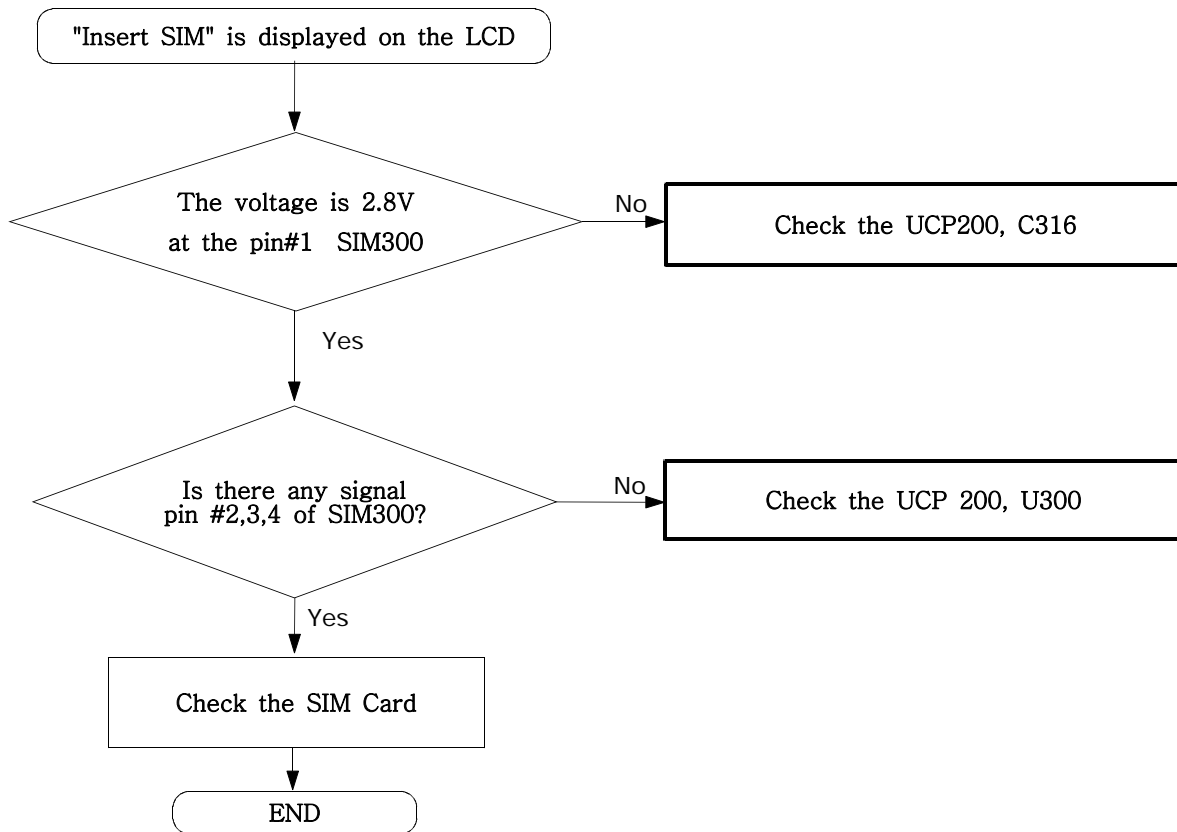 "Insert SIM" is displayed on the LCD
The voltage is 2.8V
at the pin#1 SIM300
No
Check the UCP200, C316
Yes
Is there any signal
pin #2,3,4 of SIM300?
No
Check the UCP 200, U300
Yes
Check the SIM Card
END